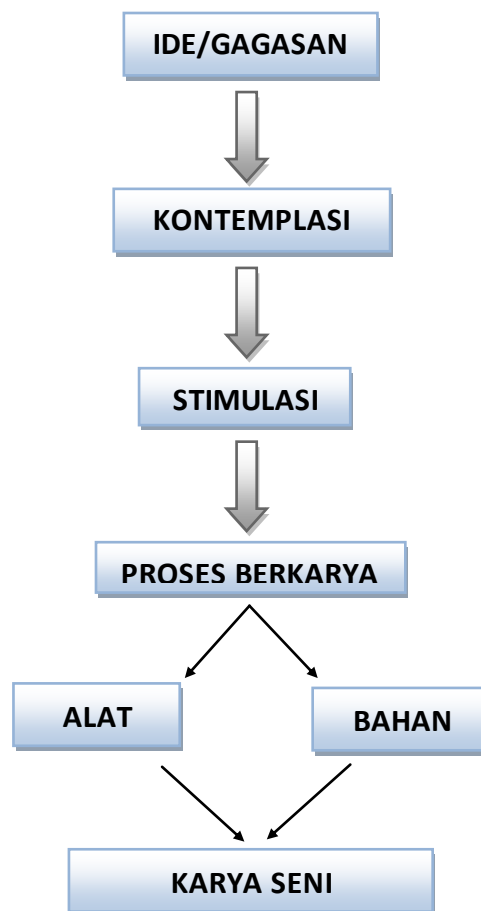 IDE/GAGASAN
KONTEMPLASI
STIMULASI
PROSES BERKARYA
ALAT
BAHAN
KARYA SENI